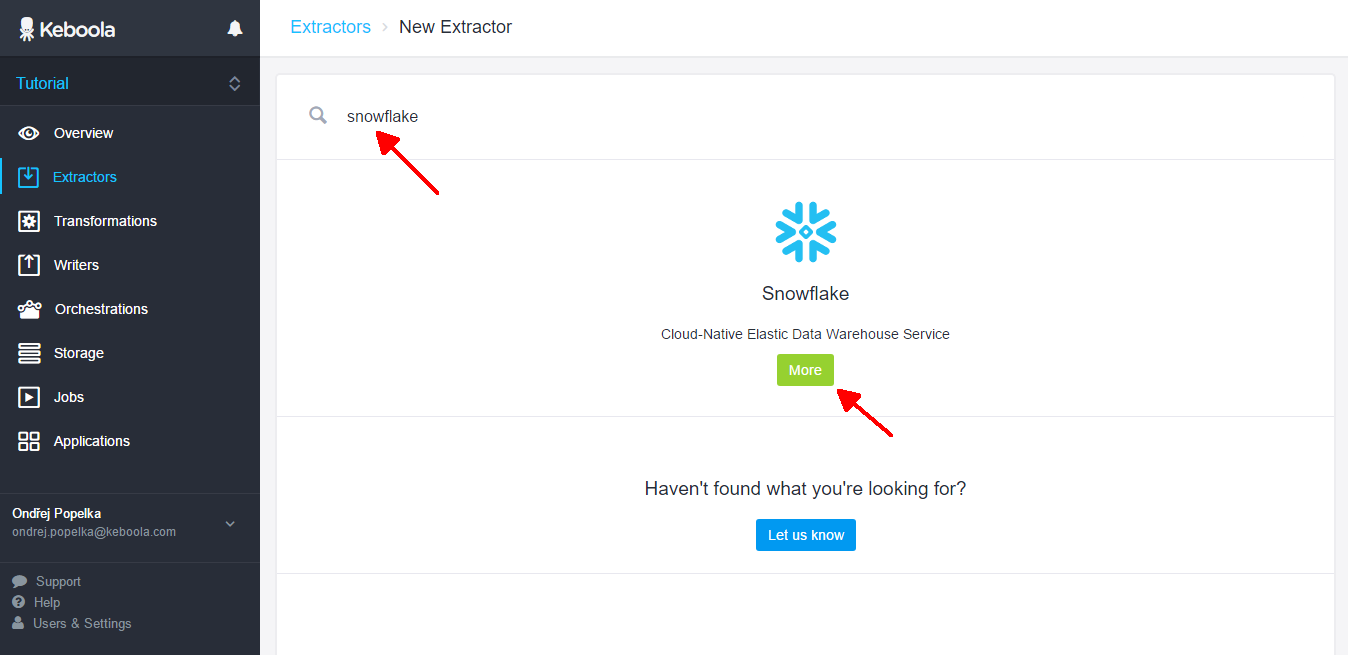 Keboola
Tutorial
Overview
Extractors
Transformations
Writers
Orchestrations
Storage
Jobs
Applications
Ondřej Popelka
ondrej.popelka@keboola.com
Support
Help
Users & Settings
Extractors › New Extractor
snowflake
Snowflake
Cloud-Native Elastic Data Warehouse Service
More
Haven't found what you're looking for?
Let us know